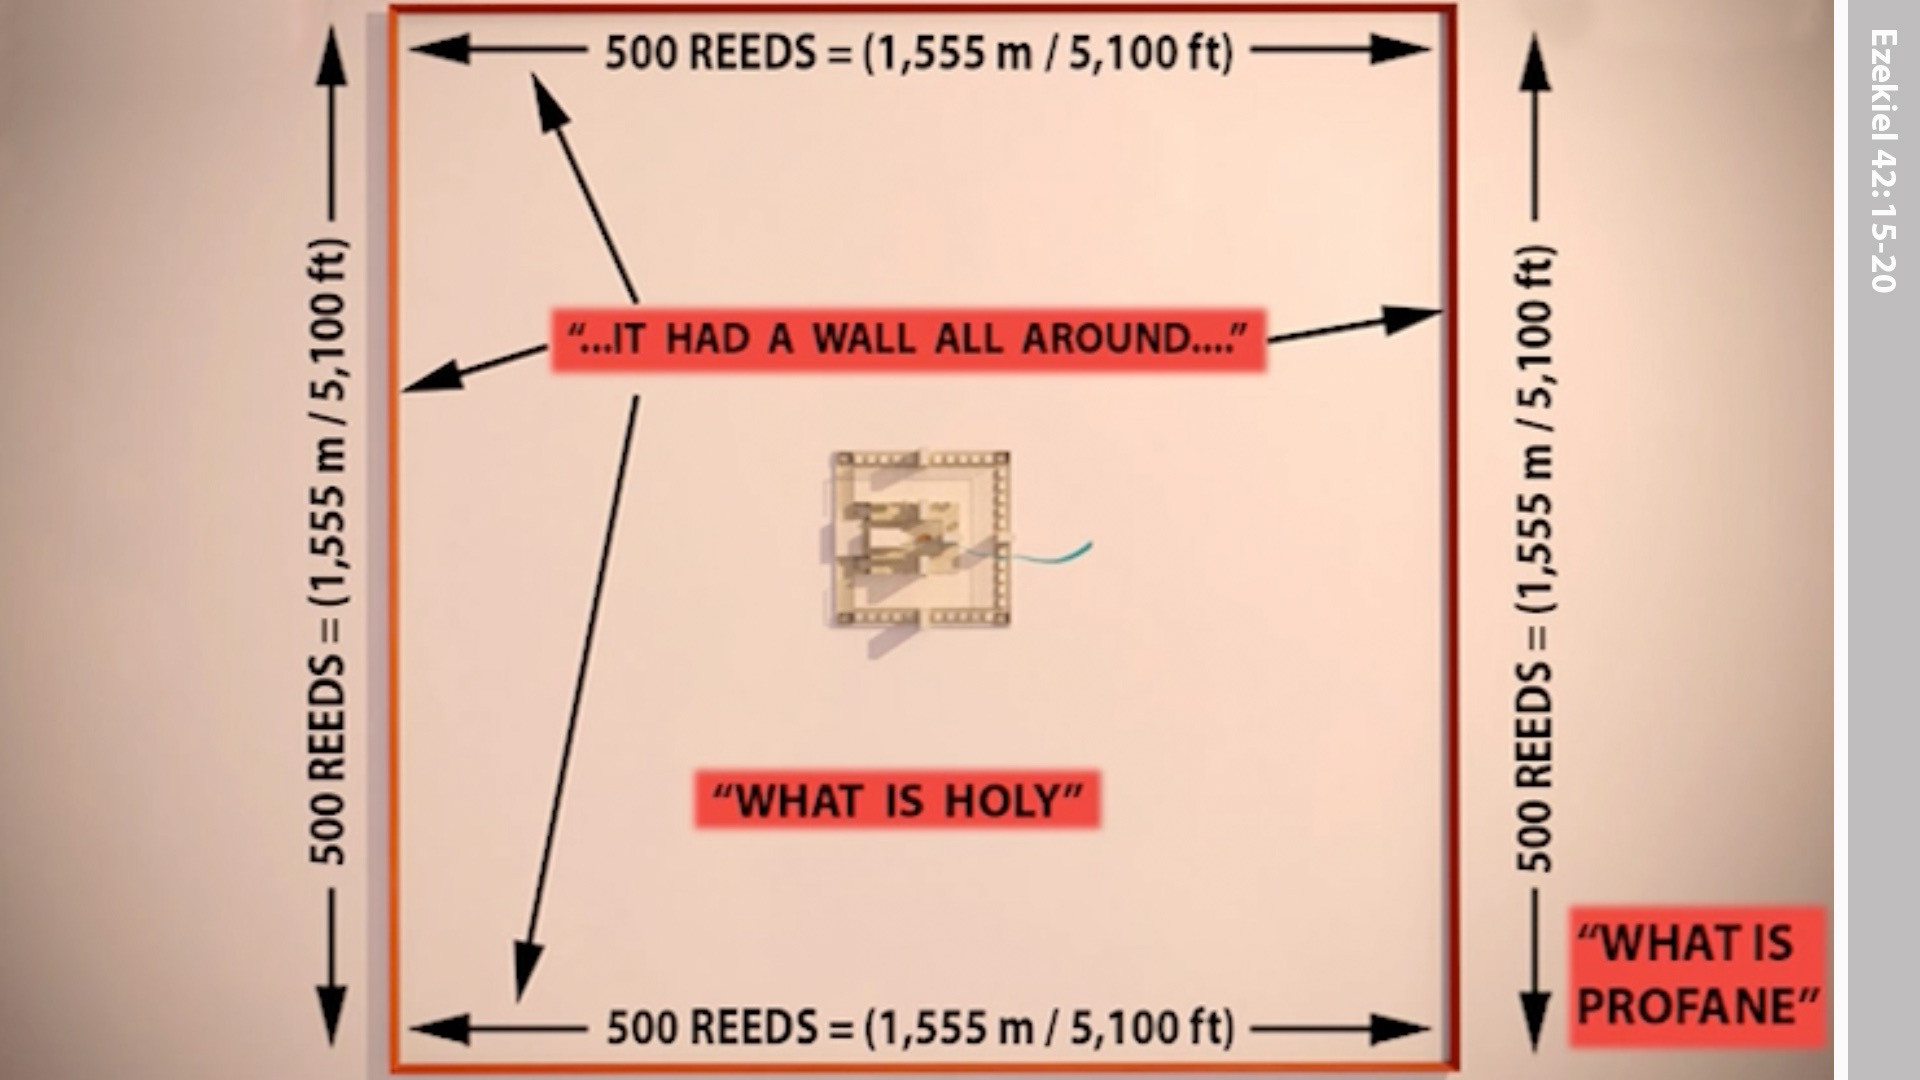 500 REEDS = (1,555 m / 5,100 ft)
500 REEDS = (1,555 m / 5,100 ft)
"...IT HAD A WALL ALL AROUND...."
500 REEDS = (1,555 m / 5,100 ft)
"WHAT IS HOLY"
"WHAT IS
PROFANE"
500 REEDS = (1,555 m / 5,100 ft)
Ezekiel 42:15-20